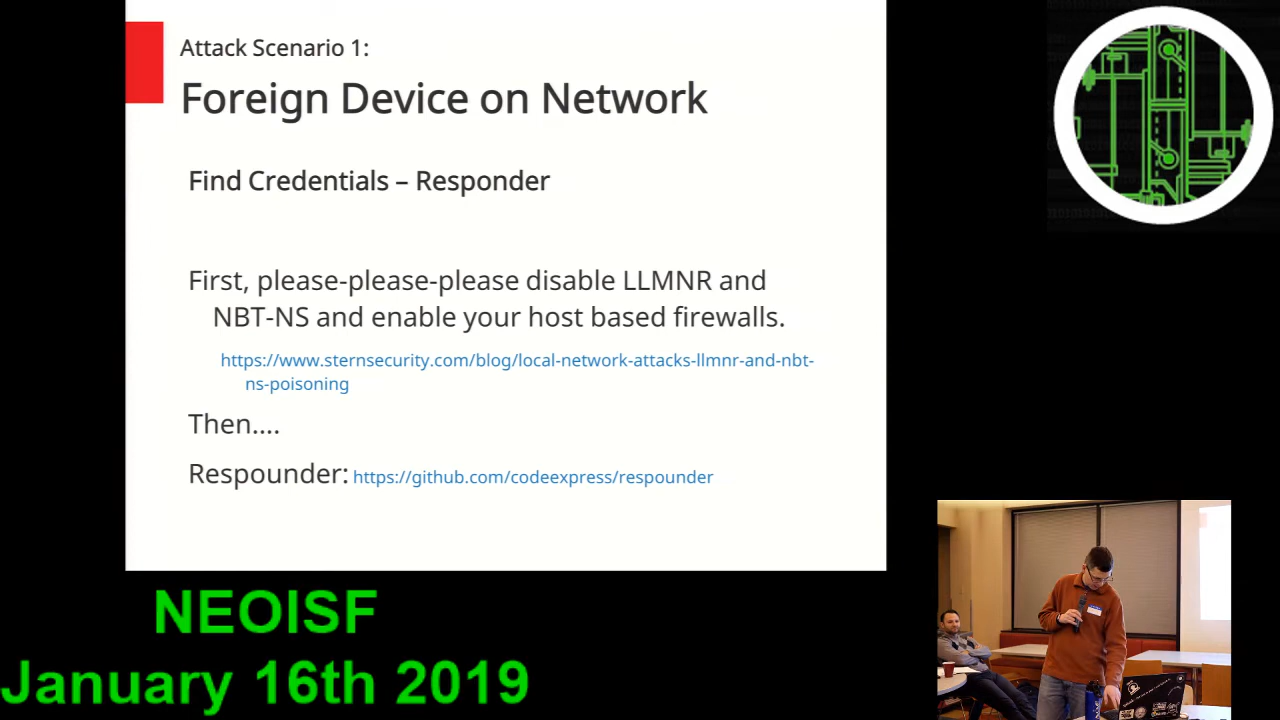 Attack Scenario 1:
Foreign Device on Network
Find Credentials – Responder
First, please-please-please disable LLMNR and
NBT-NS and enable your host based firewalls.
https://www.sternsecurity.com/blog/local-network-attacks-llmnr-and-nbt-
ns-poisoning
Then....
Respounder: https://github.com/codeexpress/respounder
NEOISF
January 16th 2019